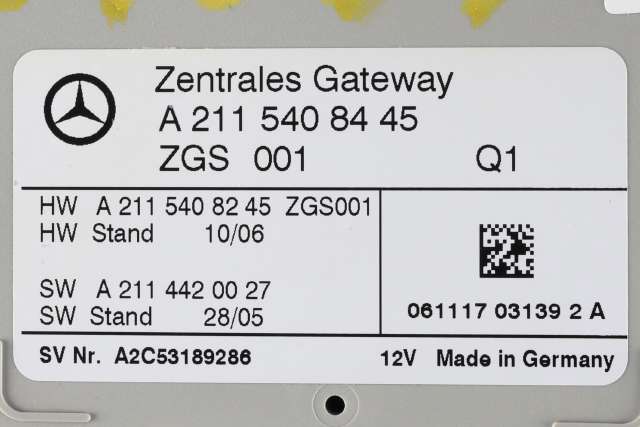 Zentrales Gateway
A 211 540 84 45
ZGS 001 Q1
HW A 211 540 82 45 ZGS001
HW Stand 10/06
SW A 211 442 00 27
SW Stand 28/05
061117 03139 2 A
SV Nr. A2C53189286 12V Made in Germany